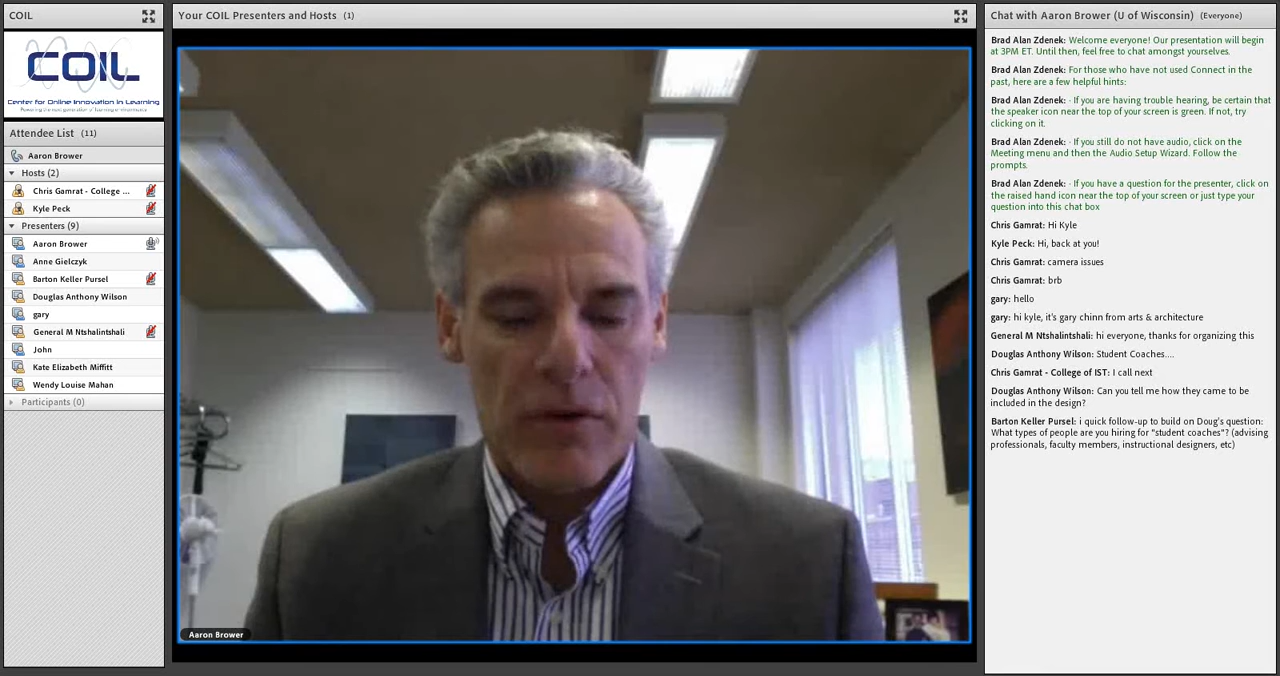 COIL
COIL
Center for Online Innovation in Learning
Attendee List (11)
Aaron Brower
Hosts (2)
Chris Gamrat - College ...
Kyle Peck
Presenters (9)
Aaron Brower
Anne Gielczyk
Barton Keller Pursel
Douglas Anthony Wilson
gary
General M Ntshalintshali
John
Kate Elizabeth Miffitt
Wendy Louise Mahan
Participants (0)
Your COIL Presenters and Hosts (1)
Aaron Brower
Chat with Aaron Brower (U of Wisconsin) (Everyone)
Brad Alan Zdenek: Welcome everyone! Our presentation will begin
at 3PM ET. Until then, feel free to chat amongst yourselves.
Brad Alan Zdenek: For those who have not used Connect in the
past, here are a few helpful hints:
Brad Alan Zdenek: · If you are having trouble hearing, be certain that
the speaker icon near the top of your screen is green. If not, try
clicking on it.
Brad Alan Zdenek: · If you still do not have audio, click on the
Meeting menu and then the Audio Setup Wizard. Follow the
prompts.
Brad Alan Zdenek: · If you have a question for the presenter, click on
the raised hand icon near the top of your screen or just type your
question into this chat box
Chris Gamrat: Hi Kyle
Kyle Peck: Hi, back at you!
Chris Gamrat: camera issues
Chris Gamrat: brb
gary: hello
gary: hi kyle, it's gary chinn from arts & architecture
General M Ntshalintshali: hi everyone, thanks for organizing this
Douglas Anthony Wilson: Student Coaches....
Chris Gamrat - College of IST: I call next
Douglas Anthony Wilson: Can you tell me how they came to be
included in the design?
Barton Keller Pursel: i quick follow-up to build on Doug's question:
What types of people are you hiring for "student coaches"? (advising
professionals, faculty members, instructional designers, etc)